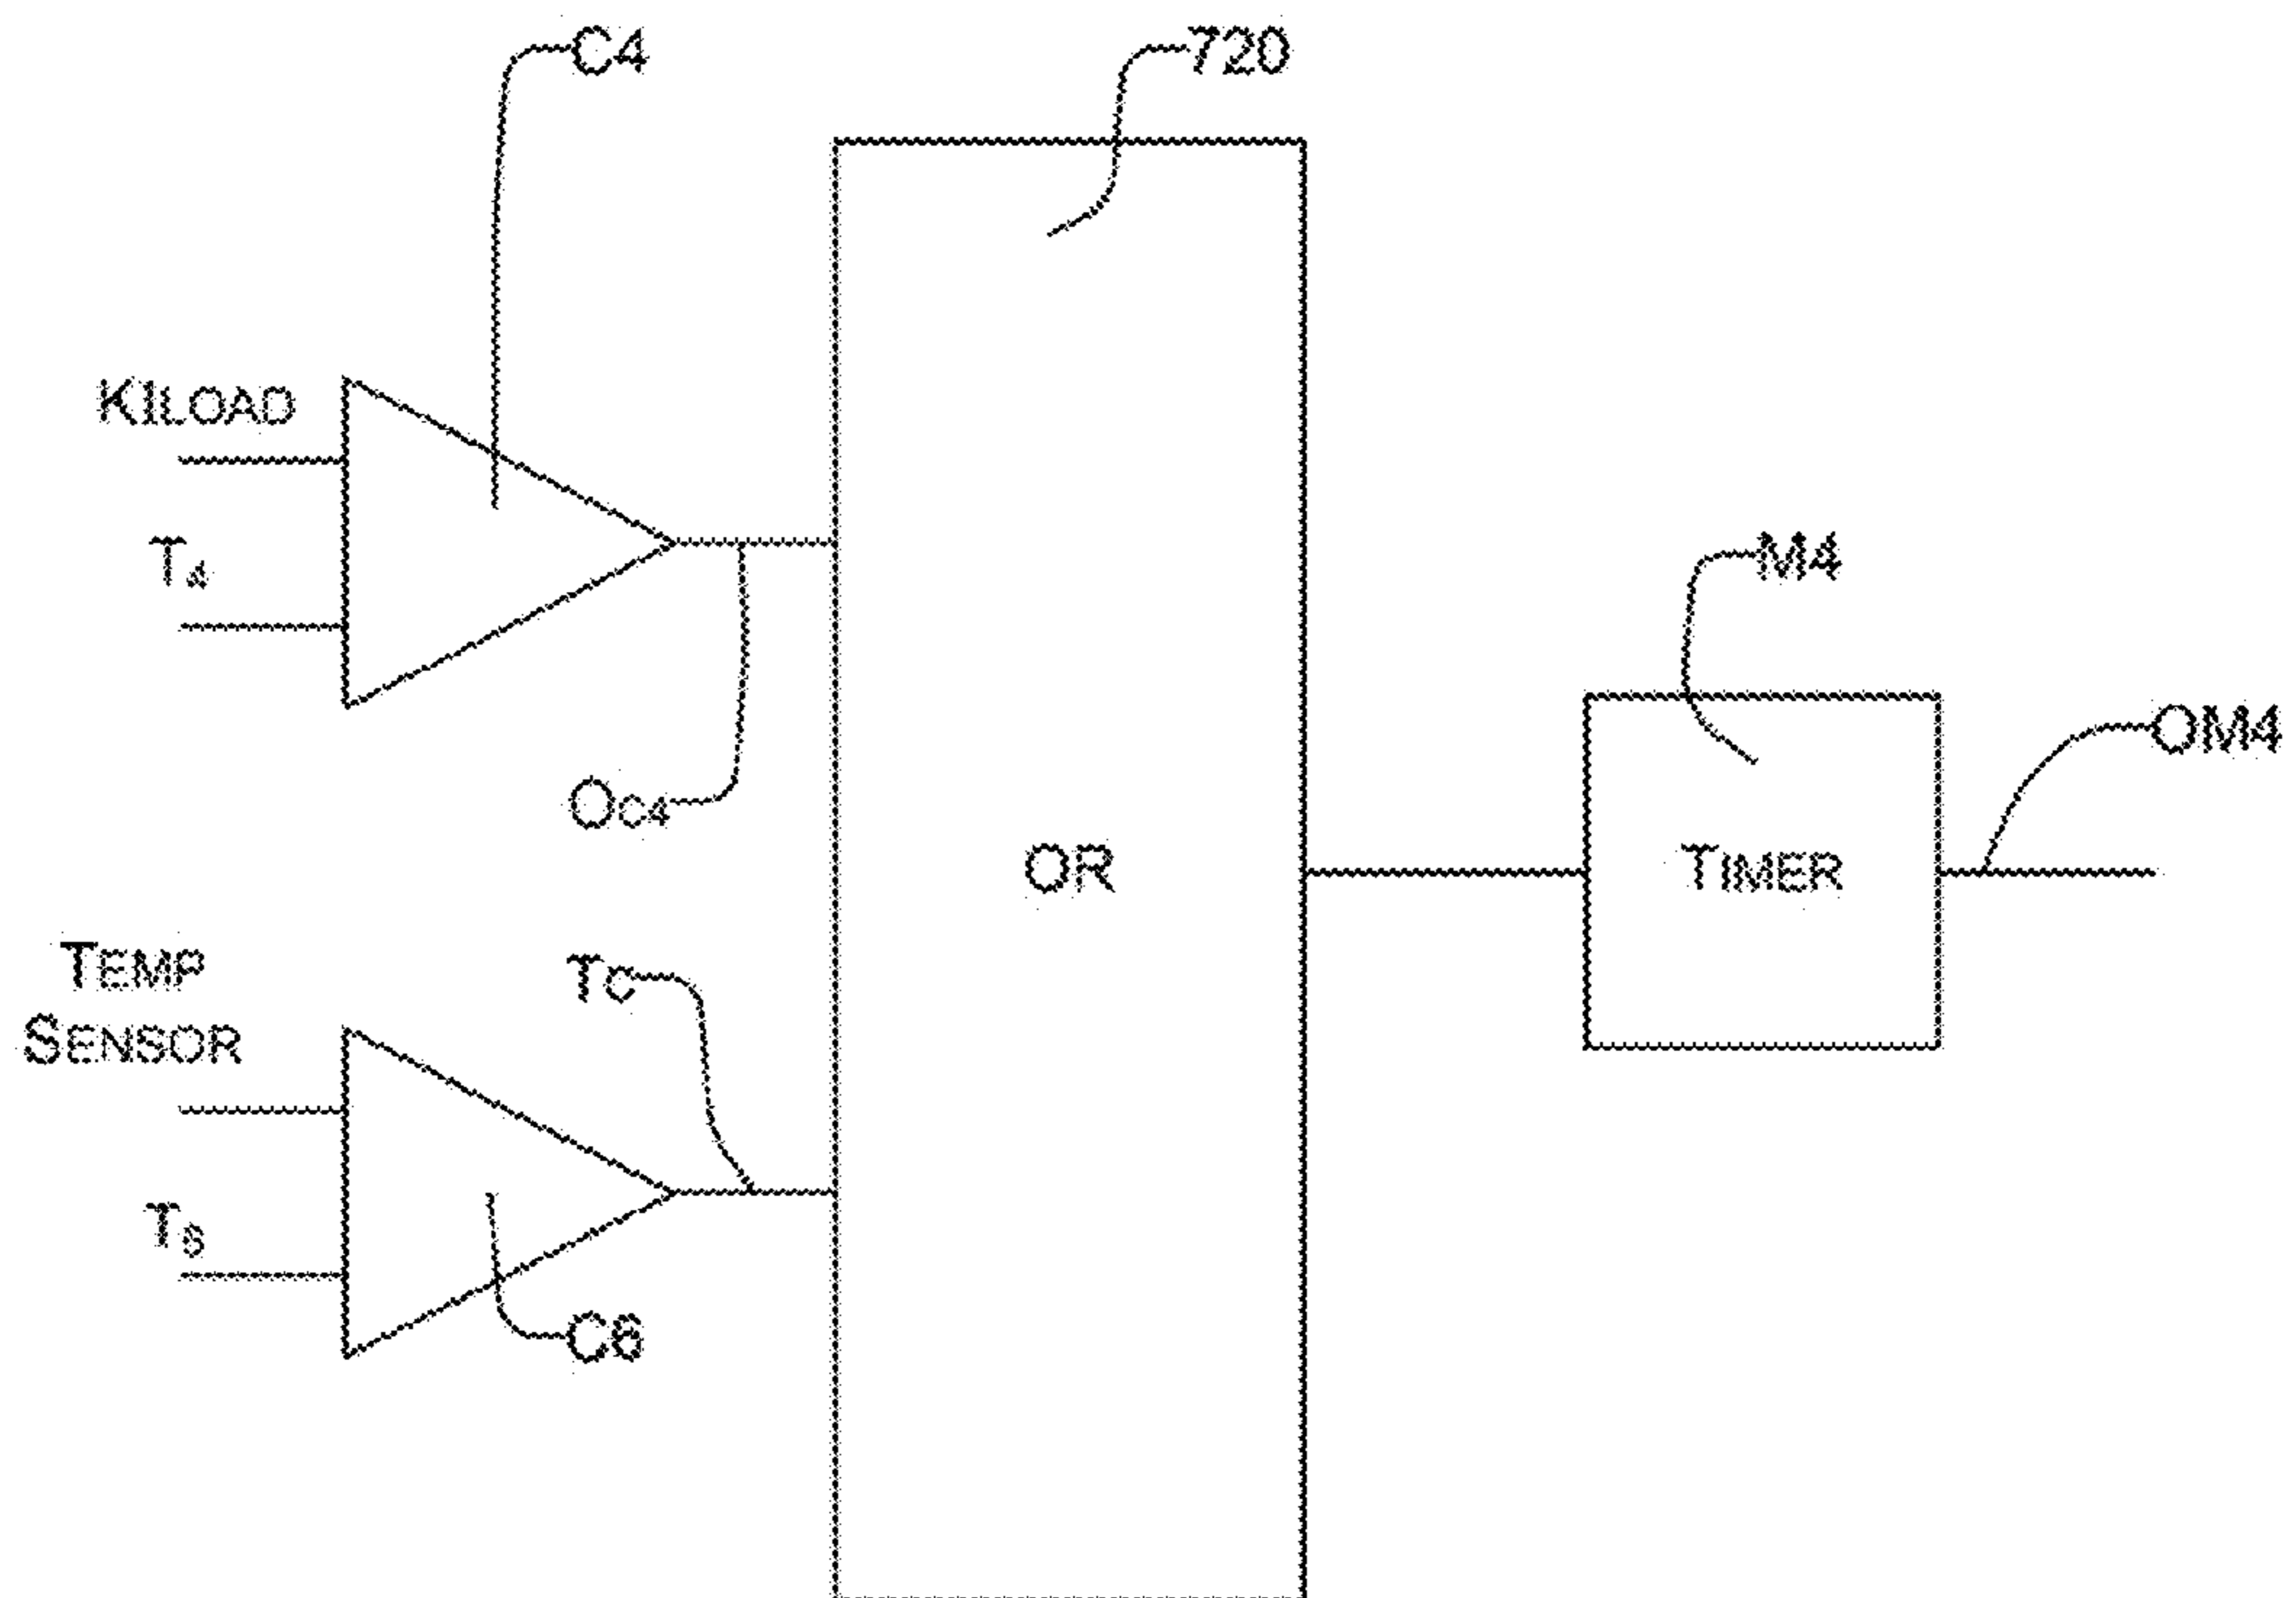 C4
720
KILOAD
T4
M4
OM4
OC4
OR
TIMER
TEMP
SENSOR
TC
T6
C6